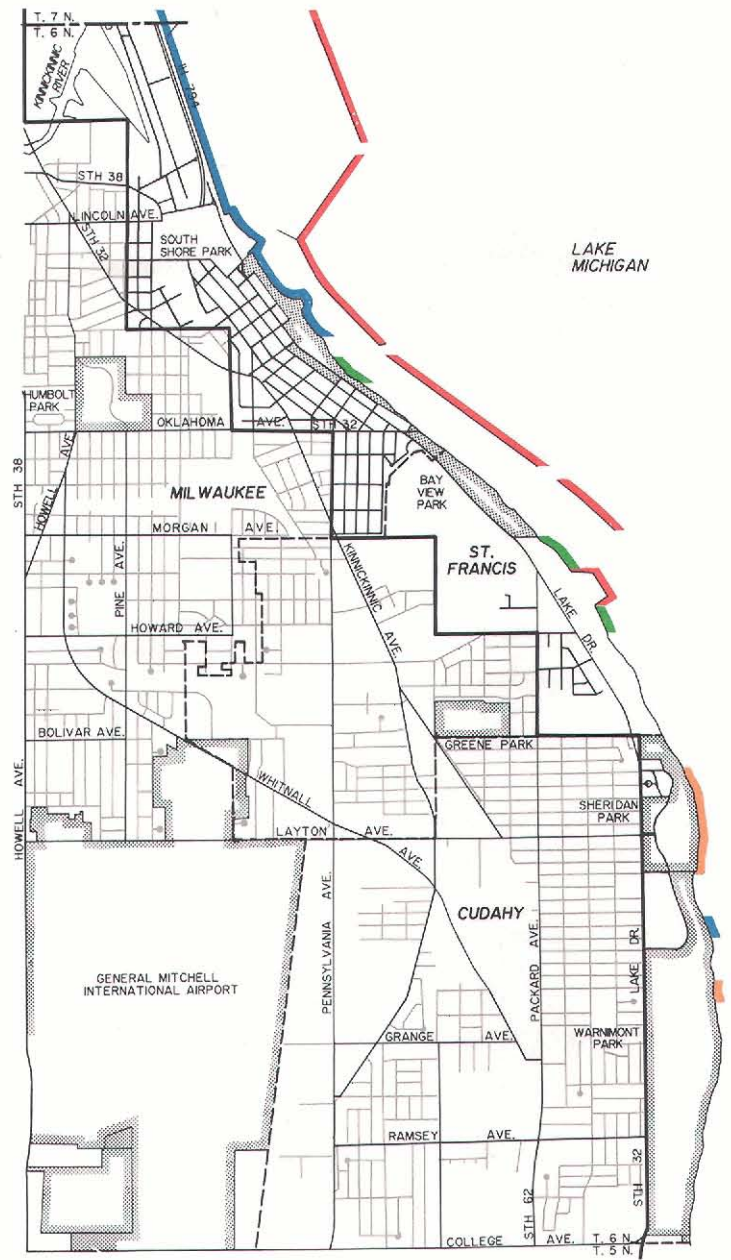 T. 7 N.
T. 6 N.
KINNICKINNIC
RIVER
IH 794
STH 38
LINCOLN AVE.
STH 32
SOUTH
SHORE PARK
LAKE
MICHIGAN
HUMBOLT
PARK
OKLAHOMA AVE.
STH 32
STH 38
HOWELL AVE.
MILWAUKEE
BAY
VIEW
PARK
MORGAN AVE.
ST.
FRANCIS
PINE AVE.
KINNICKINNIC AVE.
LAKE DR.
HOWARD AVE.
BOLIVAR AVE.
GREENE PARK
HOWELL AVE.
WHITNALL AVE.
SHERIDAN
PARK
LAYTON AVE.
CUDAHY
PENNSYLVANIA AVE.
PACKARD AVE.
LAKE DR.
GENERAL MITCHELL
INTERNATIONAL AIRPORT
GRANGE AVE.
WARNIMONT
PARK
RAMSEY AVE.
STH 62
STH 32
COLLEGE AVE.
T. 6 N.
T. 5 N.